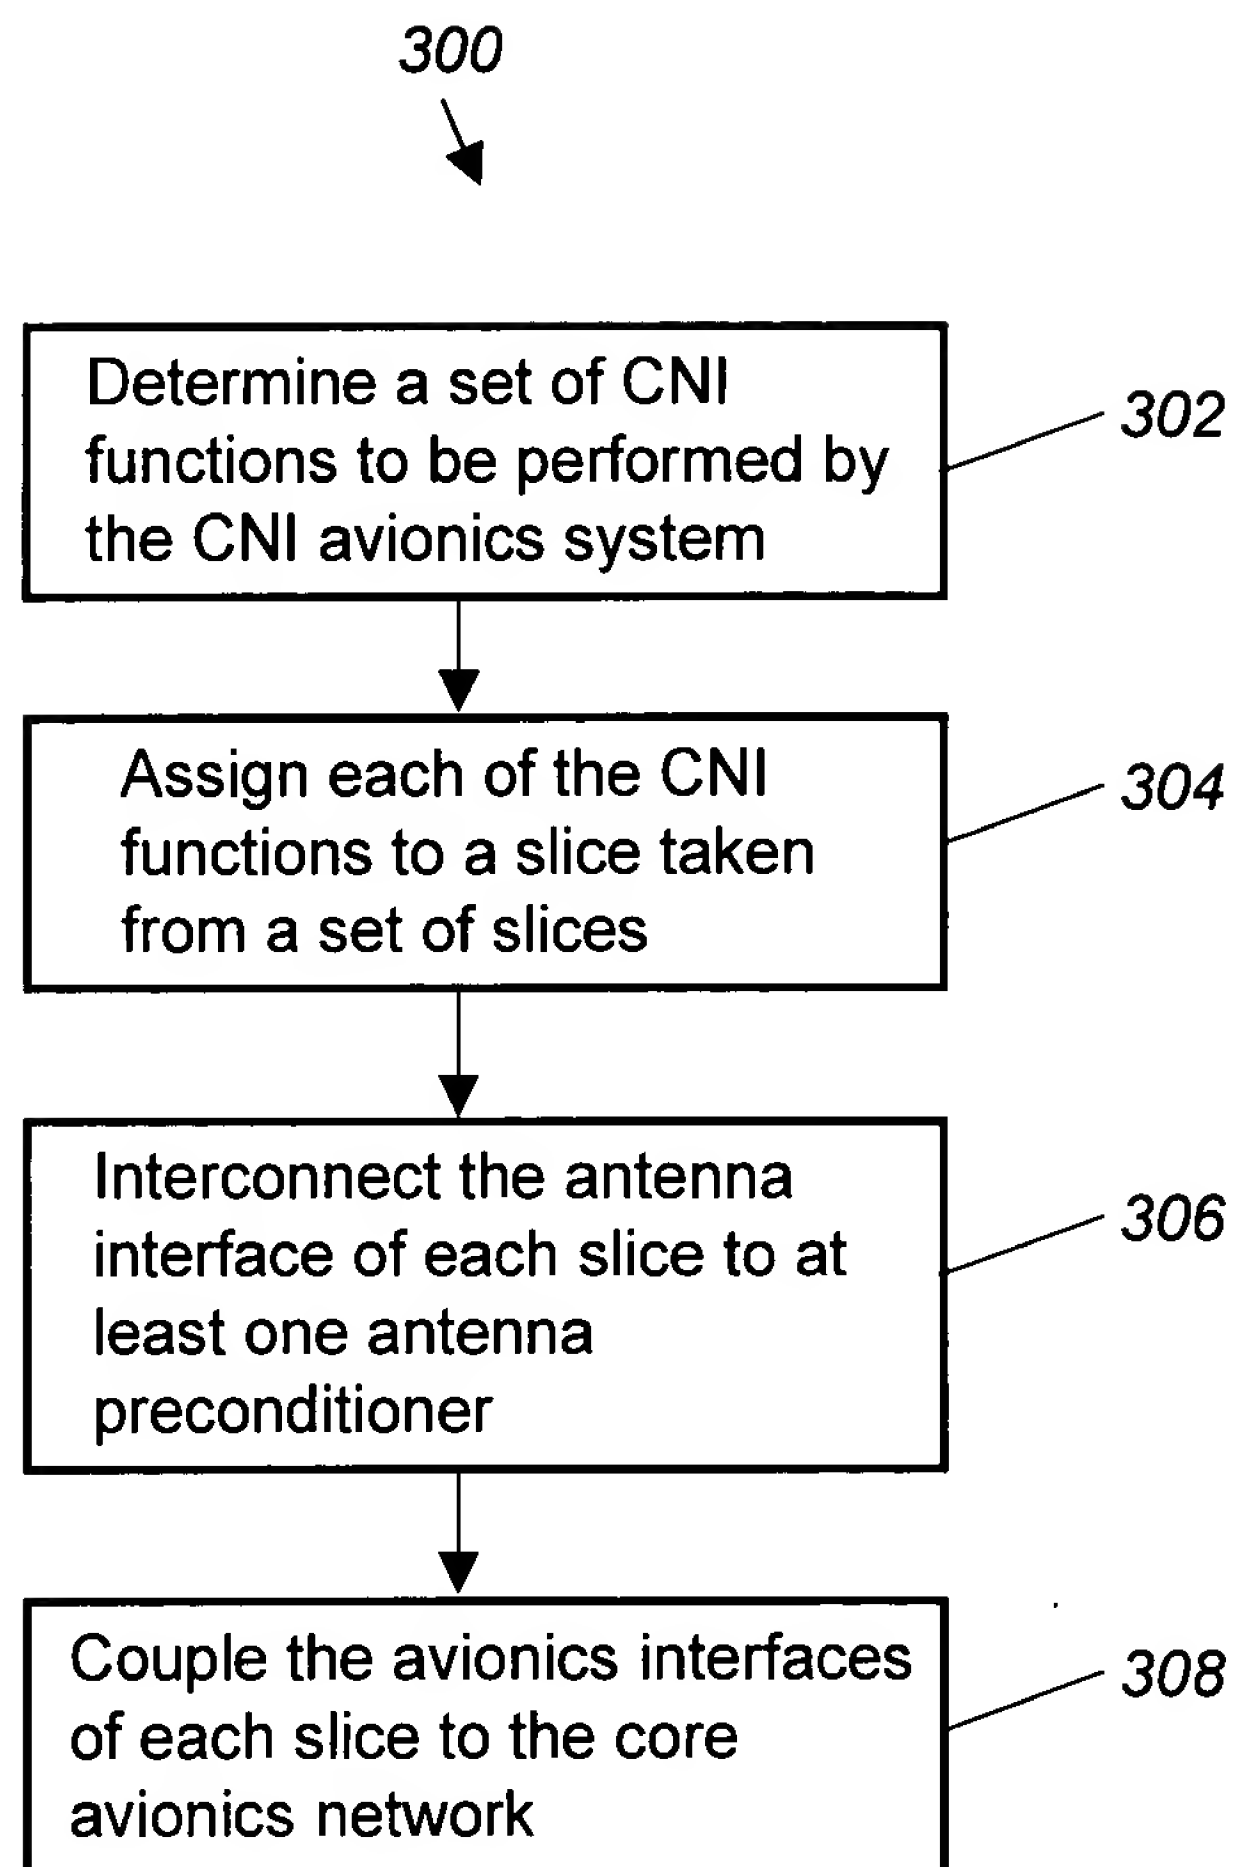 300
Determine a set of CNI
functions to be performed by
the CNI avionics system
302
Assign each of the CNI
functions to a slice taken
from a set of slices
304
Interconnect the antenna
interface of each slice to at
least one antenna
preconditioner
306
Couple the avionics interfaces
of each slice to the core
avionics network
308